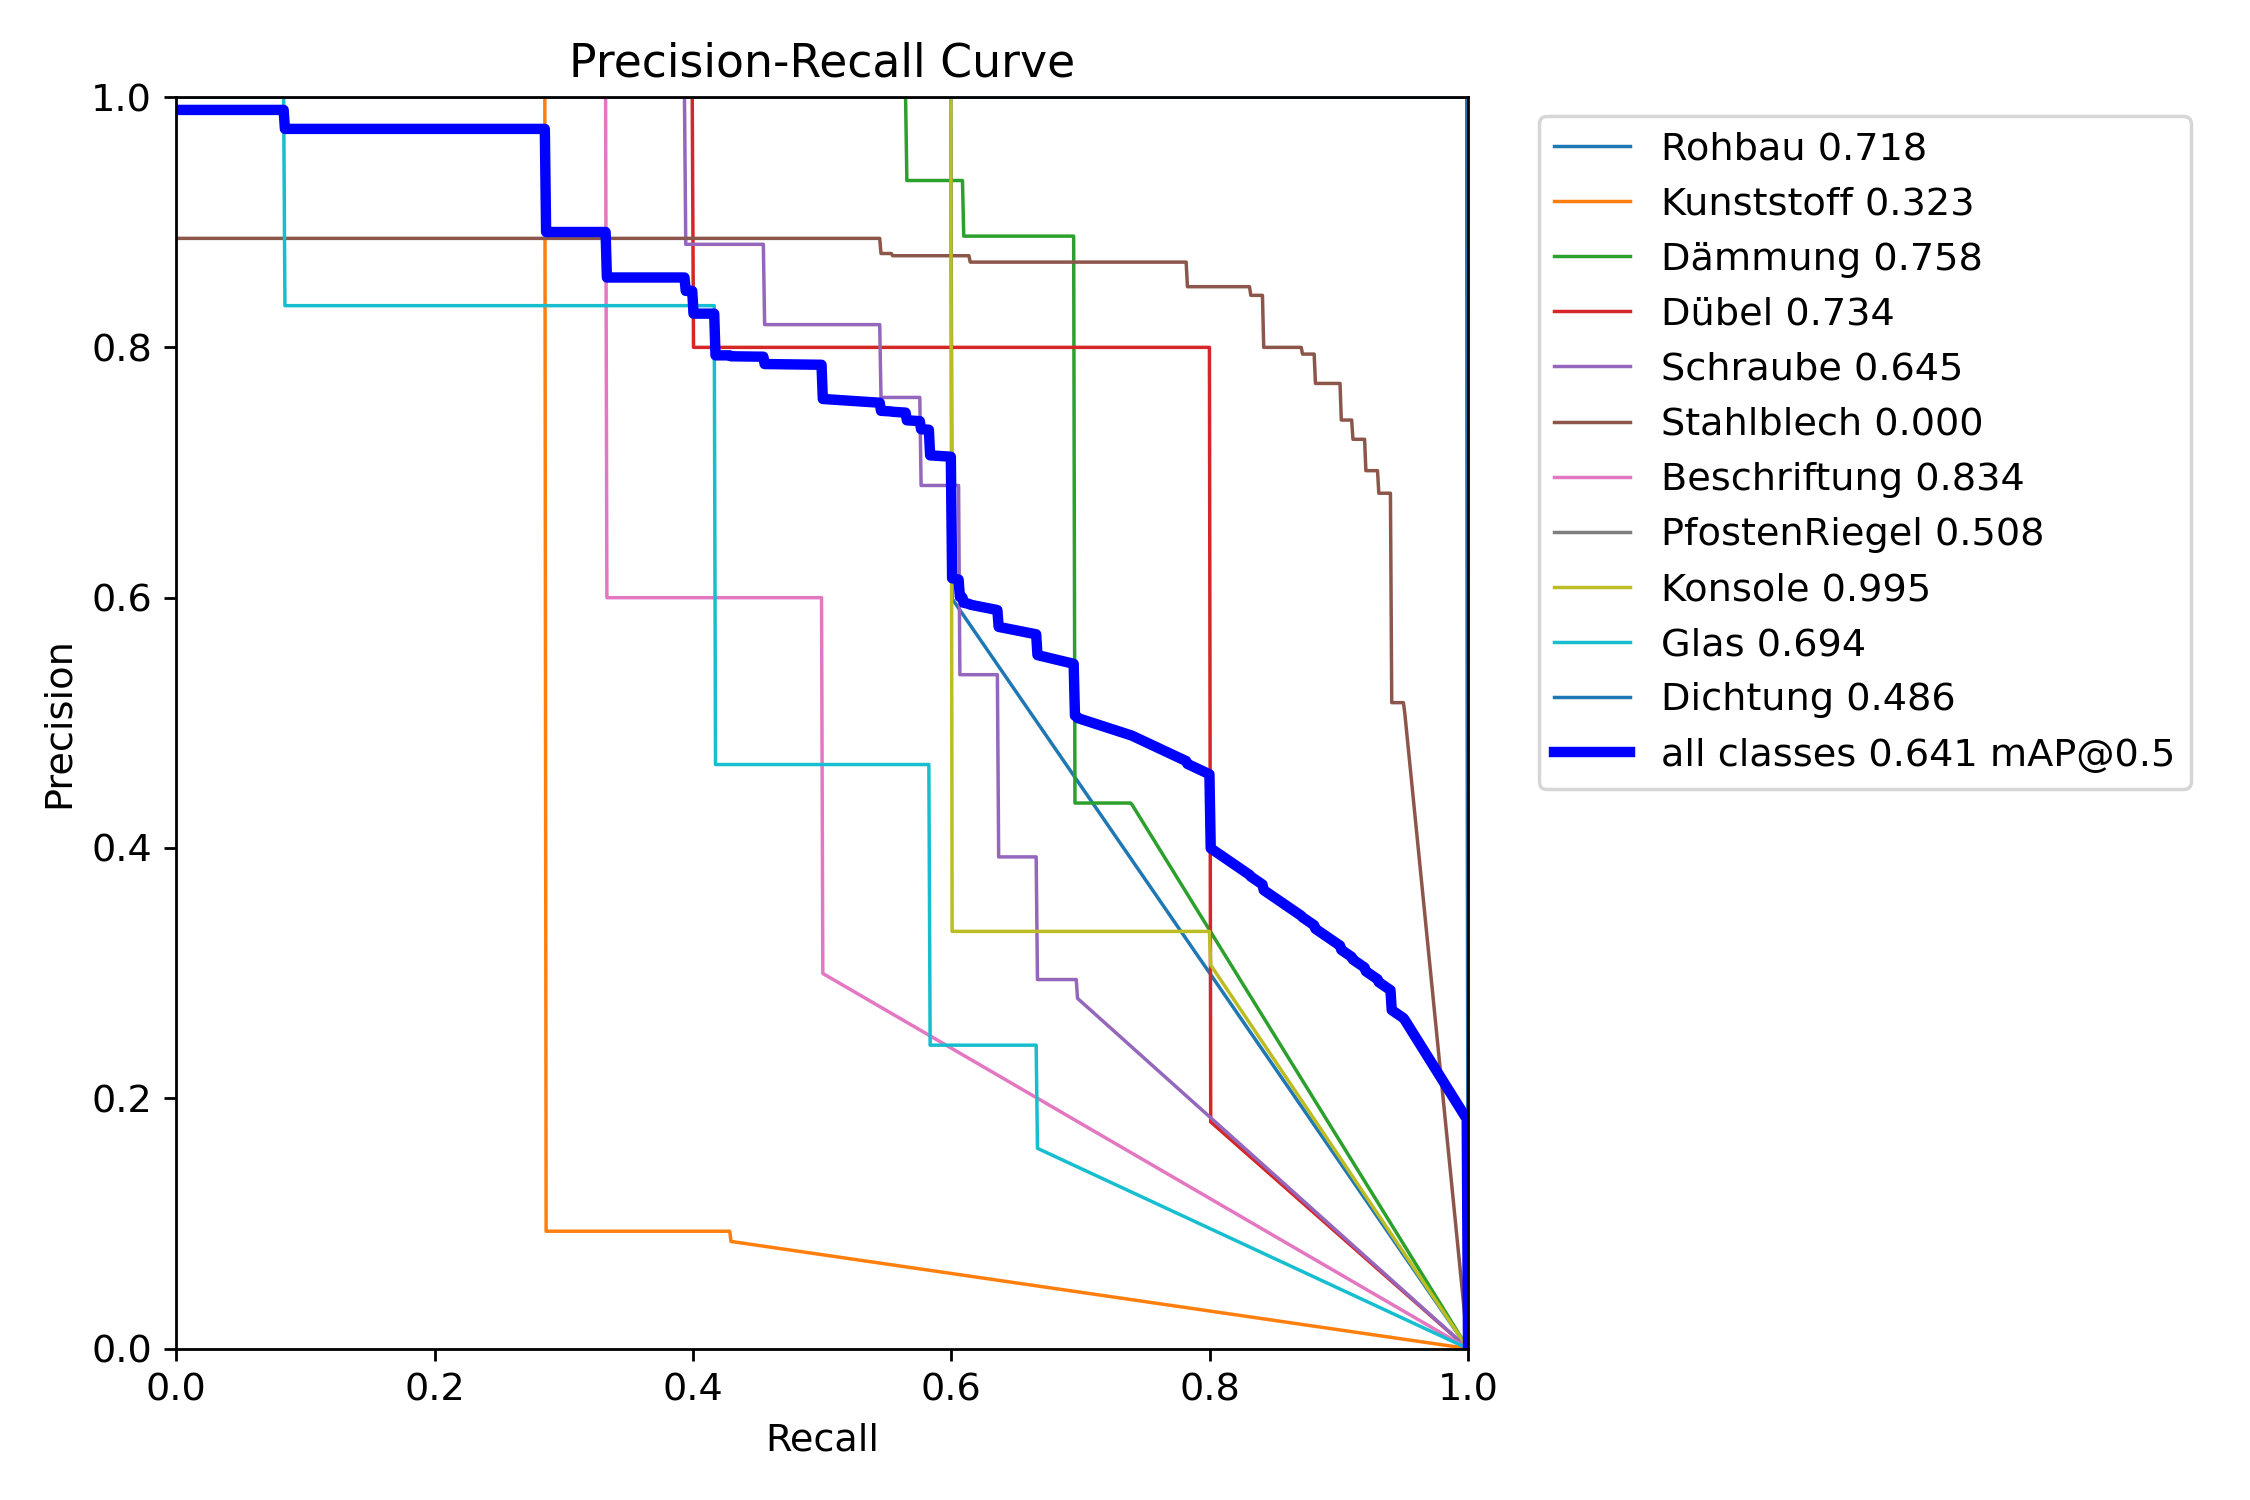 Precision-Recall Curve
1.0
0.8
0.6
0.4
0.2
0.0
Precision
0.0 0.2 0.4 0.6 0.8 1.0
Recall
Rohbau 0.718
Kunststoff 0.323
Dämmung 0.758
Dübel 0.734
Schraube 0.645
Stahlblech 0.000
Beschriftung 0.834
PfostenRiegel 0.508
Konsole 0.995
Glas 0.694
Dichtung 0.486
all classes 0.641 mAP@0.5